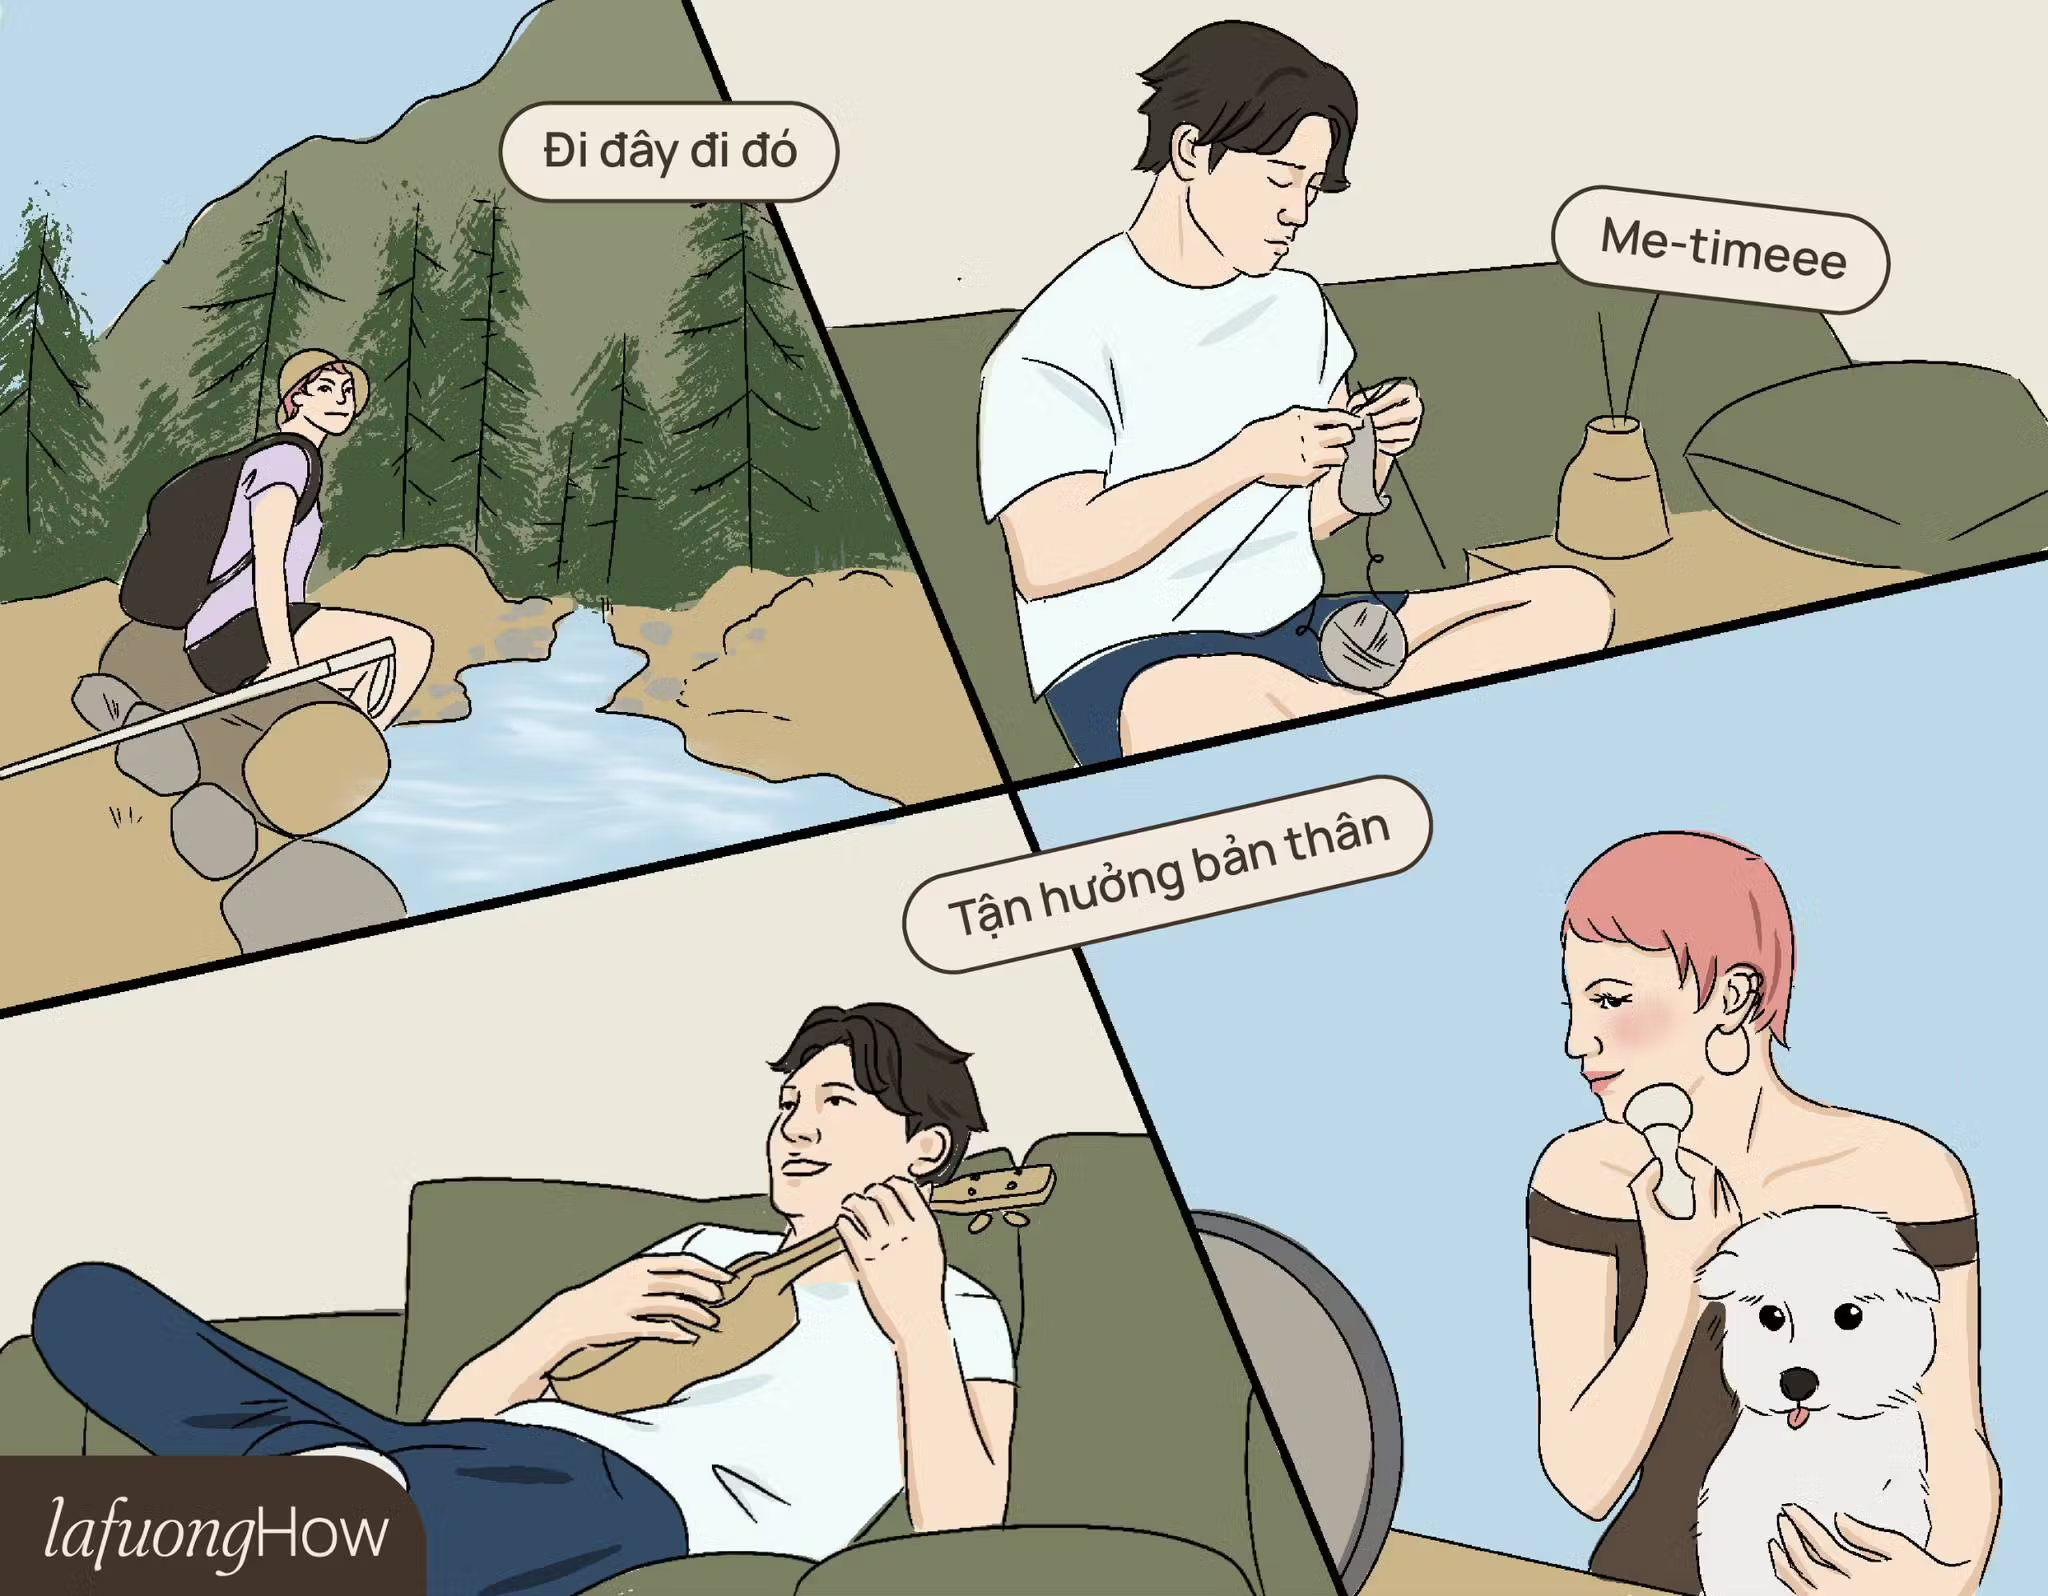 Đi đây đi đó
Me-timeee
Tận hưởng bản thân
lafuongHow